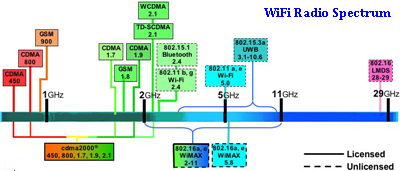 WiFi Radio Spectrum
WCDMA
2.1
TD-SCDMA
2.1
GSM
900
CDMA
800
CDMA
450
CDMA
1.7
CDMA
1.9
GSM
1.8
802.15.1
Bluetooth
2.4
802.11 b, g
Wi-Fi
2.4
802.15.3a
UWB
3.1-10.6
802.11 a, e
Wi-Fi
5.0
802.16
LMDS
28-29
1GHz
2GHz
5GHz
11GHz
29GHz
cdma2000®
450, 800, 1.7, 1.9, 2.1
802.16a, e
WiMAX
2-11
802.16a, e
WiMAX
5.8
Licensed
Unlicensed